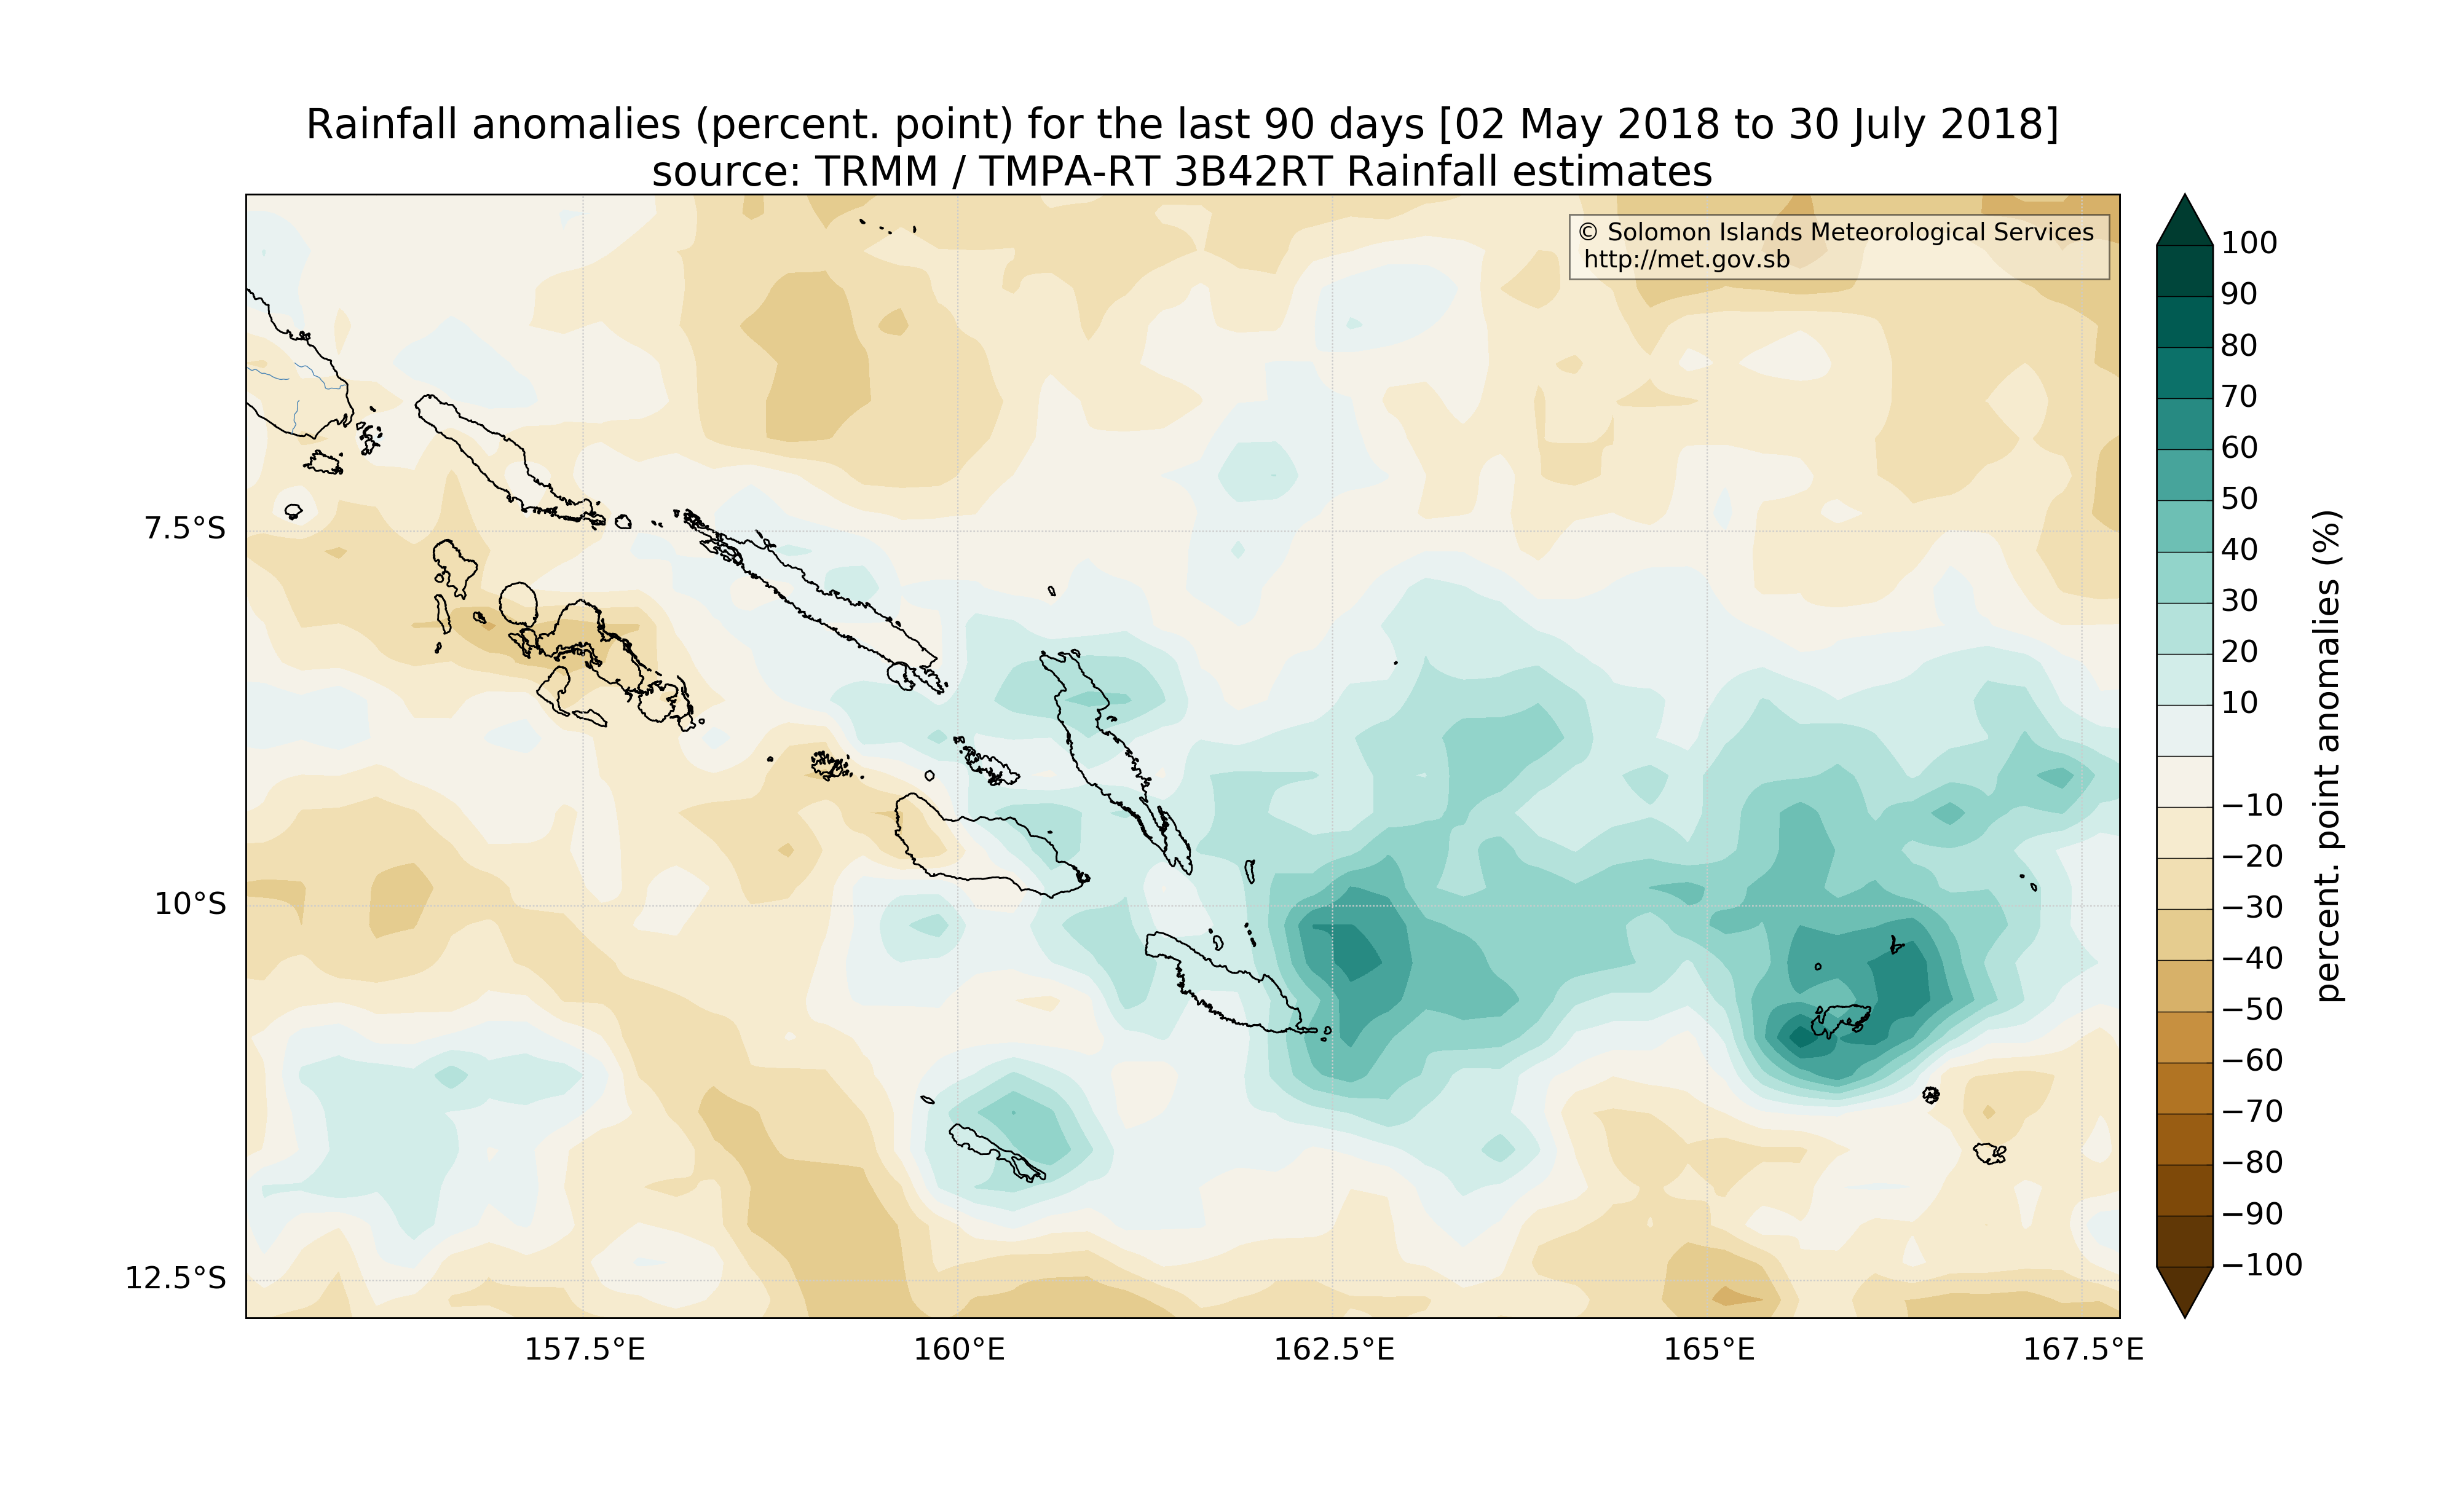 Rainfall anomalies (percent. point) for the last 90 days [02 May 2018 to 30 July 2018]
source: TRMM / TMPA-RT 3B42RT Rainfall estimates
© Solomon Islands Meteorological Services
http://met.gov.sb
7.5°S
10°S
12.5°S
157.5°E
160°E
162.5°E
165°E
167.5°E
100
90
80
70
60
50
40
30
20
10
−10
−20
−30
−40
−50
−60
−70
−80
−90
−100
percent. point anomalies (%)